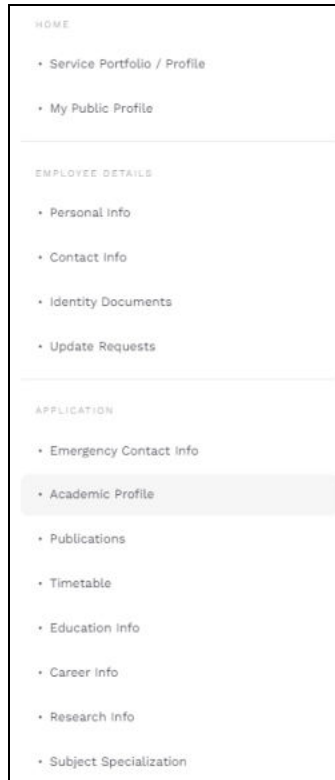 HOME
• Service Portfolio / Profile
• My Public Profile
EMPLOYEE DETAILS
• Personal Info
• Contact Info
• Identity Documents
• Update Requests
APPLICATION
• Emergency Contact Info
• Academic Profile
• Publications
• Timetable
• Education Info
• Career Info
• Research Info
• Subject Specialization